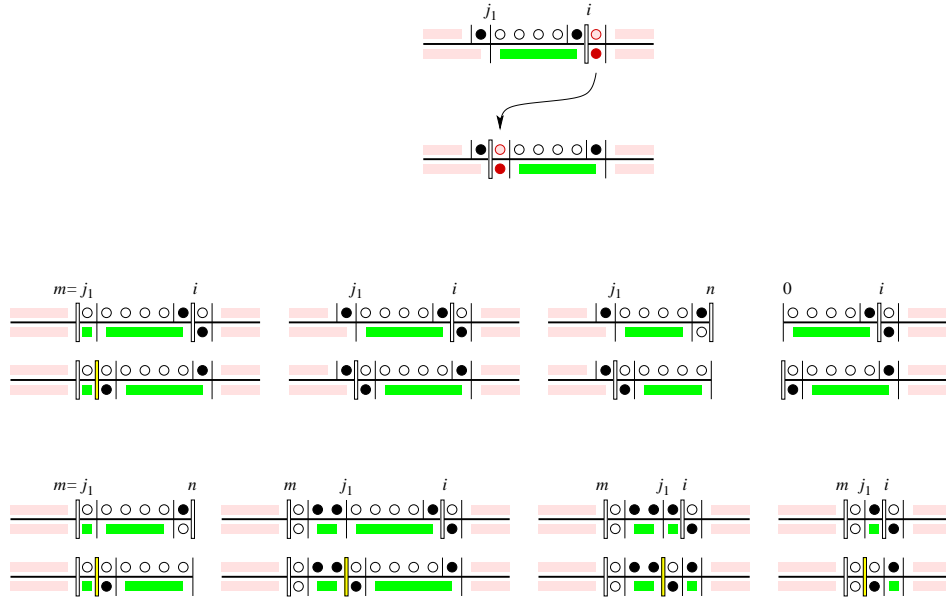 j₁ i
m= j₁ i j₁ i j₁ n 0 i
m= j₁ n m j₁ i m j₁ i m j₁ i